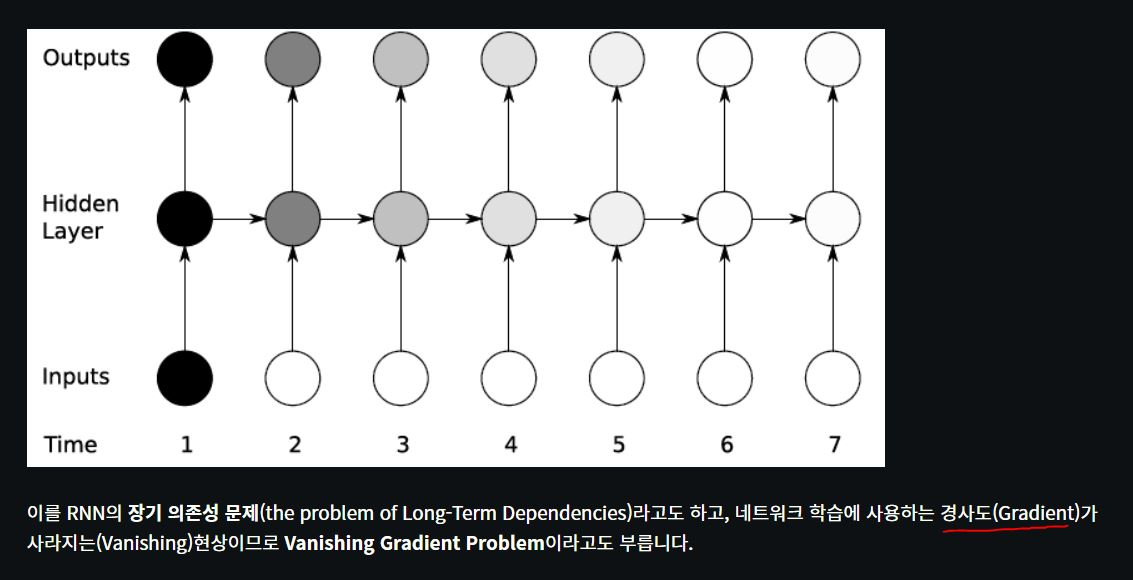 Outputs
Hidden
Layer
Inputs
Time 1 2 3 4 5 6 7
이를 RNN의 장기 의존성 문제(the problem of Long-Term Dependencies)라고도 하고, 네트워크 학습에 사용하는 경사도(Gradient)가
사라지는(Vanishing)현상이므로 Vanishing Gradient Problem이라고도 부릅니다.